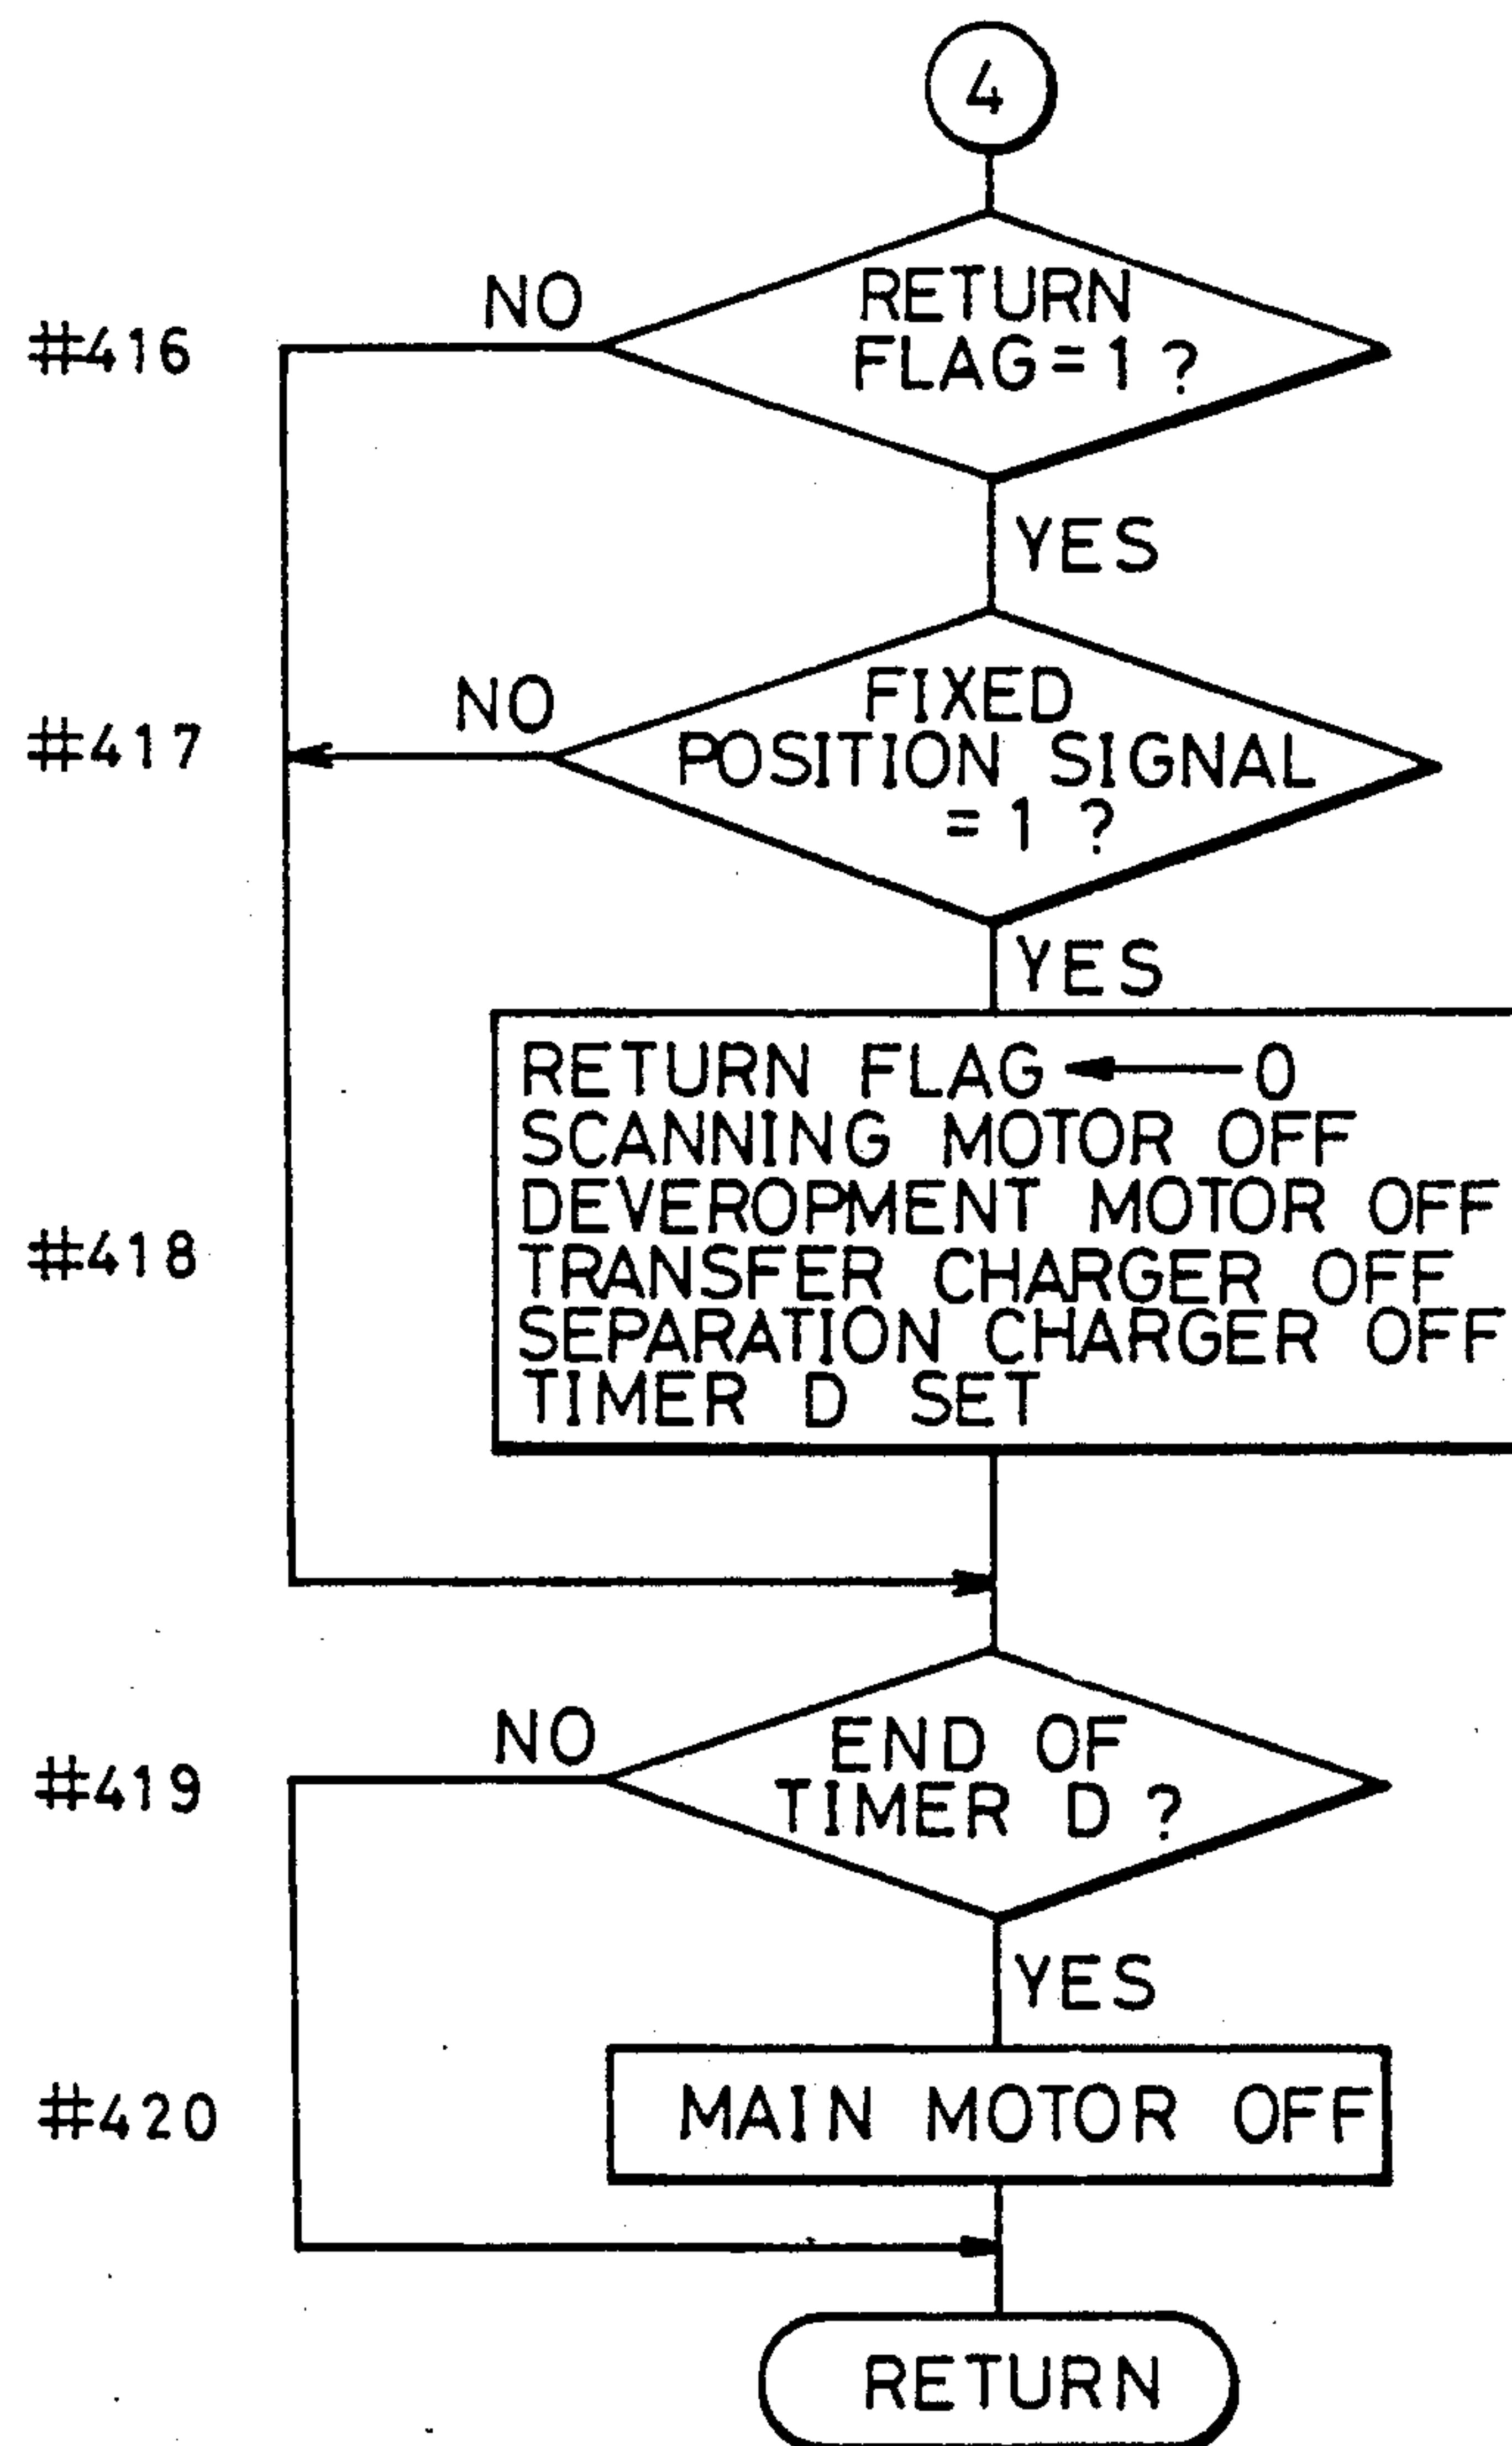 4
#416
NO
RETURN
FLAG=1 ?
YES
#417
NO
FIXED
POSITION SIGNAL
=1 ?
YES
#418
RETURN FLAG ← 0
SCANNING MOTOR OFF
DEVEROPMENT MOTOR OFF
TRANSFER CHARGER OFF
SEPARATION CHARGER OFF
TIMER D SET
#419
NO
END OF
TIMER D ?
YES
#420
MAIN MOTOR OFF
RETURN